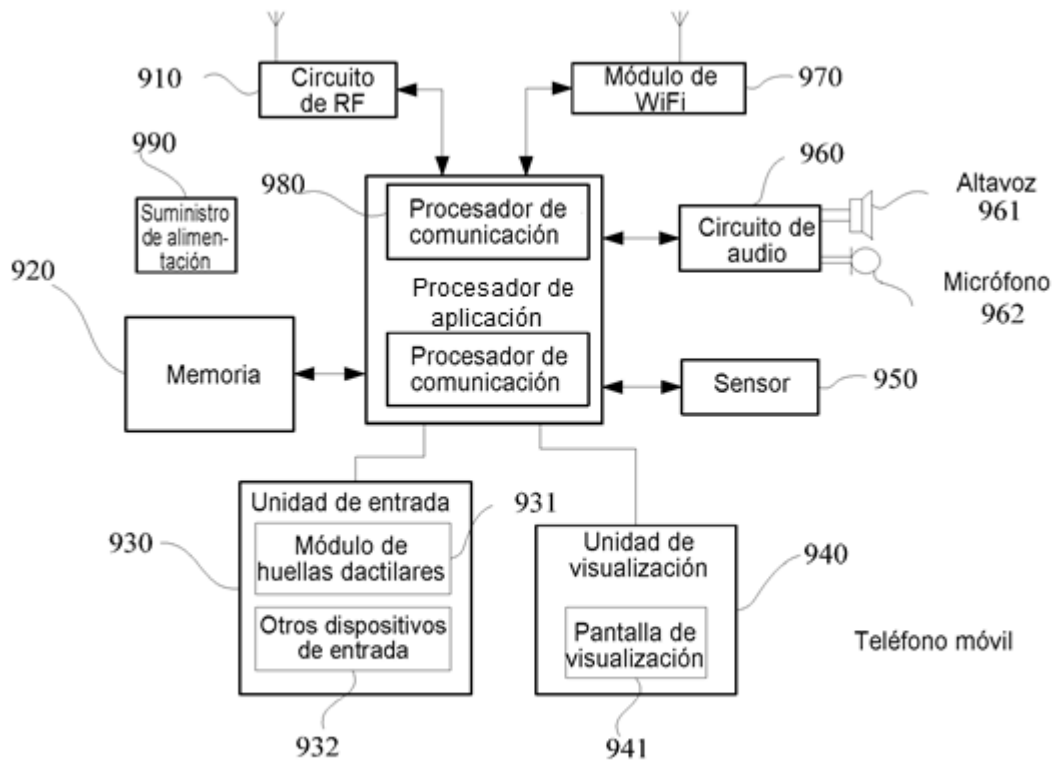 910
Circuito
de RF
Módulo de
WiFi
970
990
Suministro
de alimen-
tación
980
Procesador de
comunicación
960
Circuito de
audio
Altavoz
961
Micrófono
962
920
Memoria
Procesador de
aplicación
Procesador de
comunicación
Sensor
950
Unidad de entrada
931
930
Módulo de
huellas dactilares
Otros dispositivos
de entrada
932
Unidad de
visualización
940
Pantalla de
visualización
941
Teléfono móvil